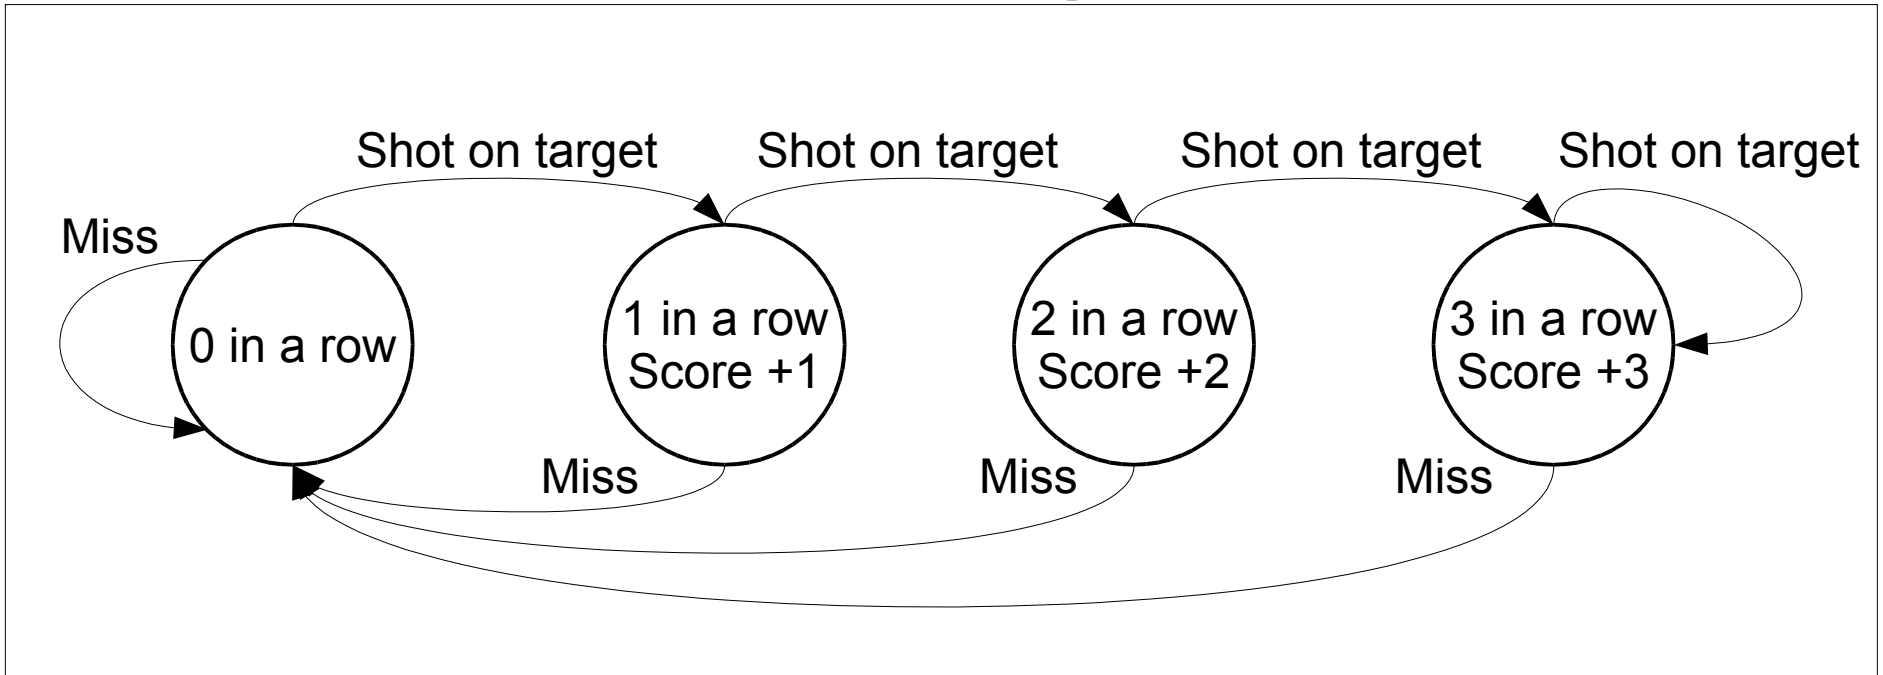 Shot on target
Shot on target
Shot on target
Shot on target
Miss
0 in a row
1 in a row
Score +1
2 in a row
Score +2
3 in a row
Score +3
Miss
Miss
Miss